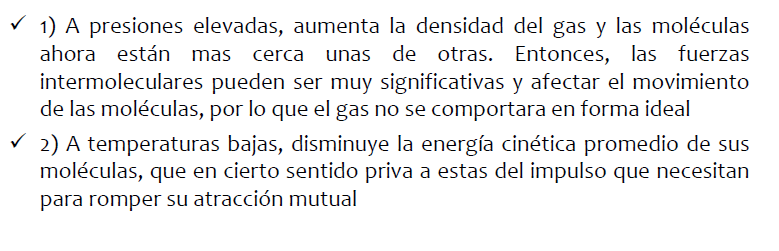 ✓ 1) A presiones elevadas, aumenta la densidad del gas y las moléculas
ahora están mas cerca unas de otras. Entonces, las fuerzas
intermoleculares pueden ser muy significativas y afectar el movimiento
de las moléculas, por lo que el gas no se comportara en forma ideal
✓ 2) A temperaturas bajas, disminuye la energía cinética promedio de sus
moléculas, que en cierto sentido priva a estas del impulso que necesitan
para romper su atracción mutual